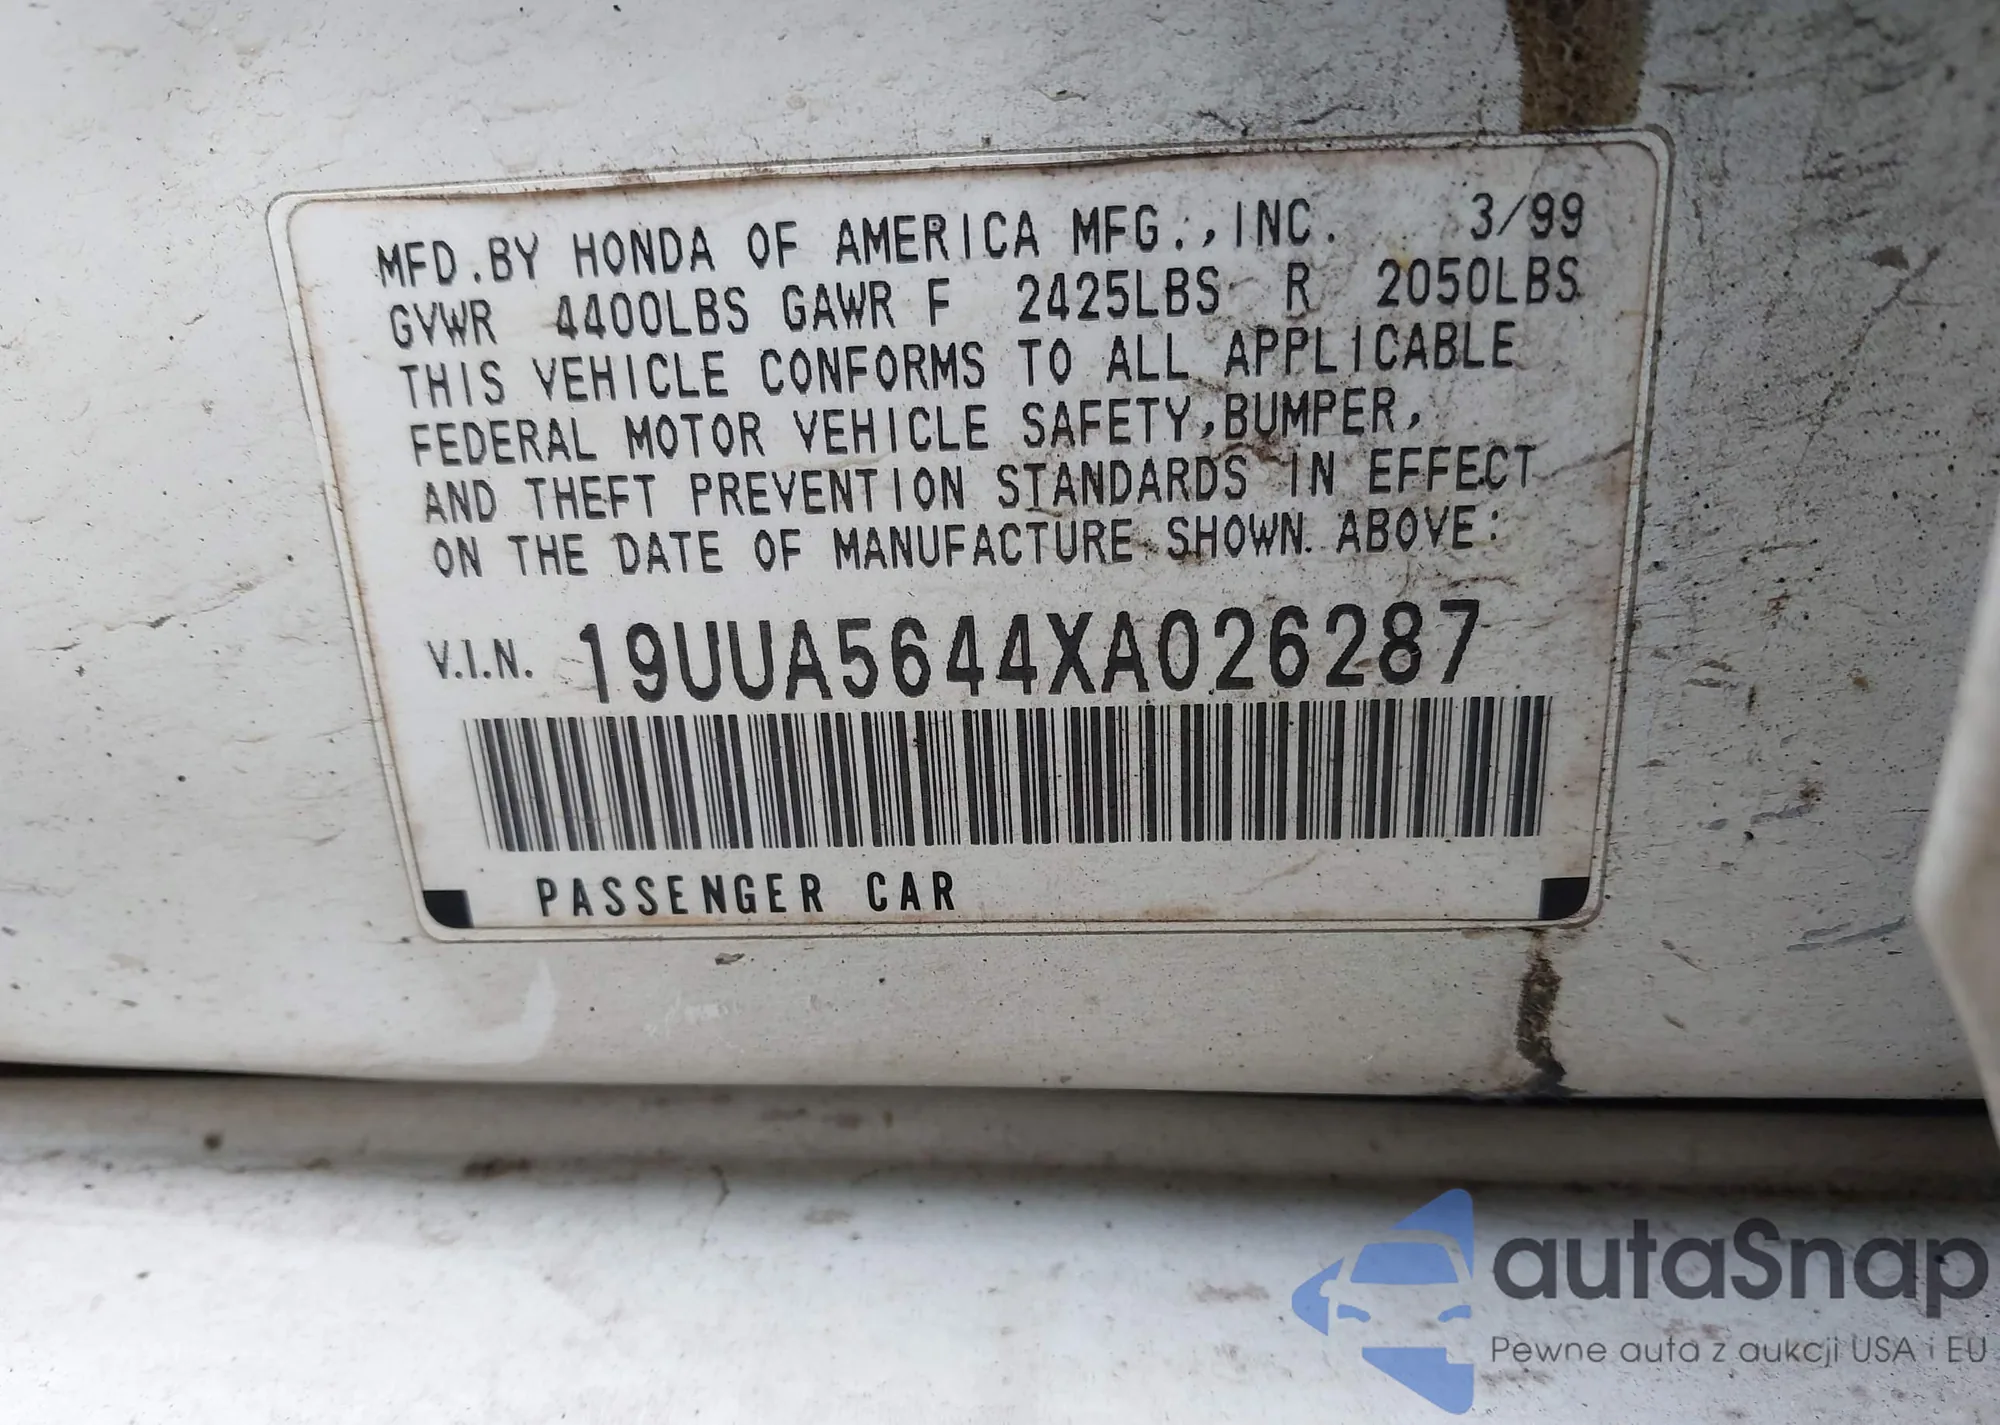 MFD.BY HONDA OF AMERICA MFG.,INC. 3/99
GVWR 4400LBS GAWR F 2425LBS R 2050LBS
THIS VEHICLE CONFORMS TO ALL APPLICABLE
FEDERAL MOTOR VEHICLE SAFETY,BUMPER,
AND THEFT PREVENTION STANDARDS IN EFFECT
ON THE DATE OF MANUFACTURE SHOWN ABOVE:
V.I.N. 19UUA5644XA026287
PASSENGER CAR
autaSnap
Pewne auta z aukcji USA i EU